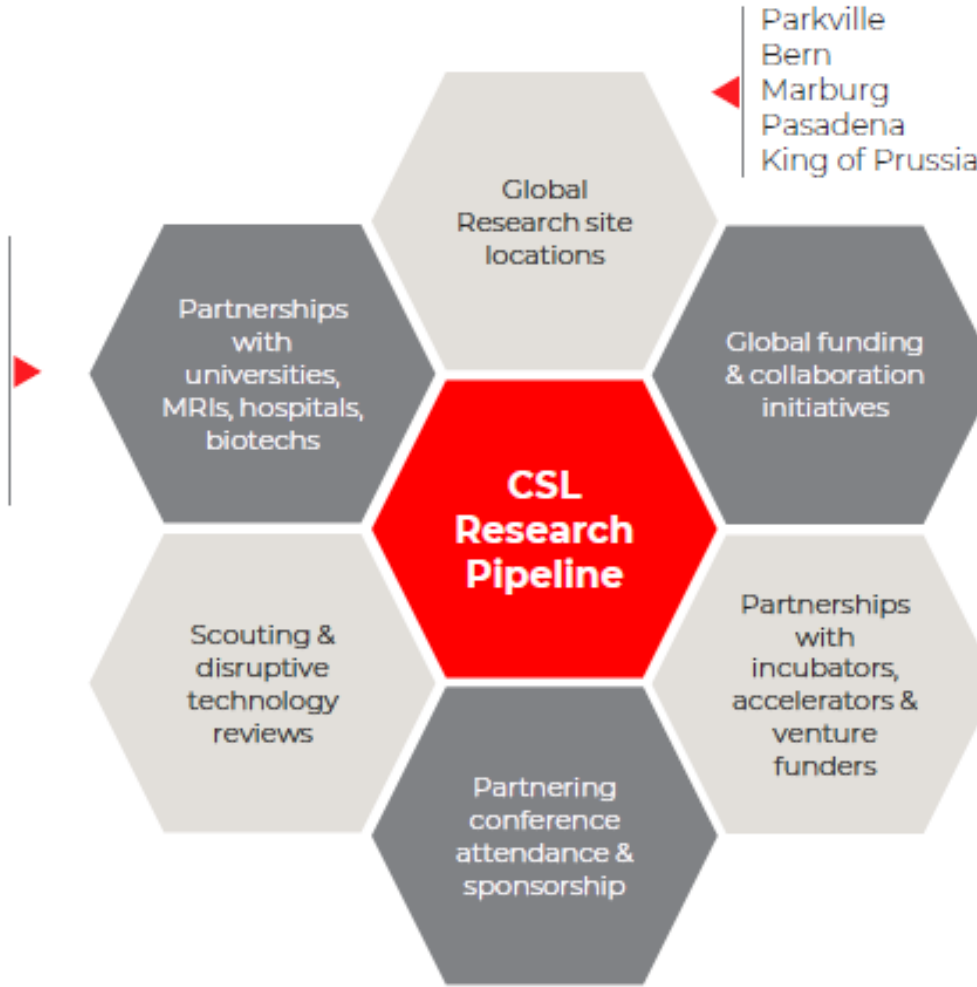 Parkville
Bern
Marburg
Pasadena
King of Prussia
Global
Research site
locations
Partnerships
with
universities,
MRIs, hospitals,
biotechs
Global funding
& collaboration
initiatives
CSL
Research
Pipeline
Scouting &
disruptive
technology
reviews
Partnerships
with
incubators,
accelerators &
venture
funders
Partnering
conference
attendance &
sponsorship